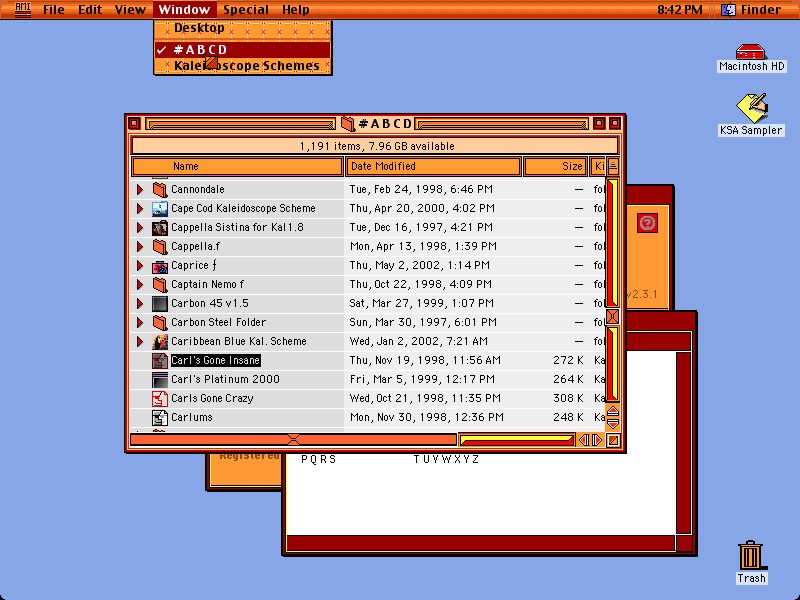 AMI File Edit View Window Special Help 8:42 PM Finder
Desktop
#ABCD
Kaleidoscope Schemes
Macintosh HD
KSA Sampler
#ABCD
1,191 items, 7.96 GB available
Name Date Modified Size Ki
Cannondale Tue, Feb 24, 1998, 6:46 PM — fol
Cape Cod Kaleidoscope Scheme Thu, Apr 20, 2000, 4:02 PM — fol
Cappella Sistina for Kal1.8 Tue, Dec 16, 1997, 4:21 PM — fol
Cappella.f Mon, Apr 13, 1998, 1:39 PM — fol
Caprice ƒ Thu, May 2, 2002, 1:14 PM — fol
Captain Nemo f Thu, Oct 22, 1998, 4:09 PM — fol
Carbon 45 v1.5 Sat, Mar 27, 1999, 1:07 PM — fol
Carbon Steel Folder Sun, Mar 30, 1997, 6:01 PM — fol
Caribbean Blue Kal. Scheme Wed, Jan 2, 2002, 7:21 AM — fol
Carl's Gone Insane Thu, Nov 19, 1998, 11:56 AM 272 K Ka
Carl's Platinum 2000 Fri, Mar 5, 1999, 12:17 PM 264 K Ka
Carls Gone Crazy Wed, Oct 21, 1998, 11:35 PM 308 K Ka
Carlums Mon, Nov 30, 1998, 12:36 PM 248 K Ka
v2.3.1
Registered
PQRS TUVWXYZ
Trash